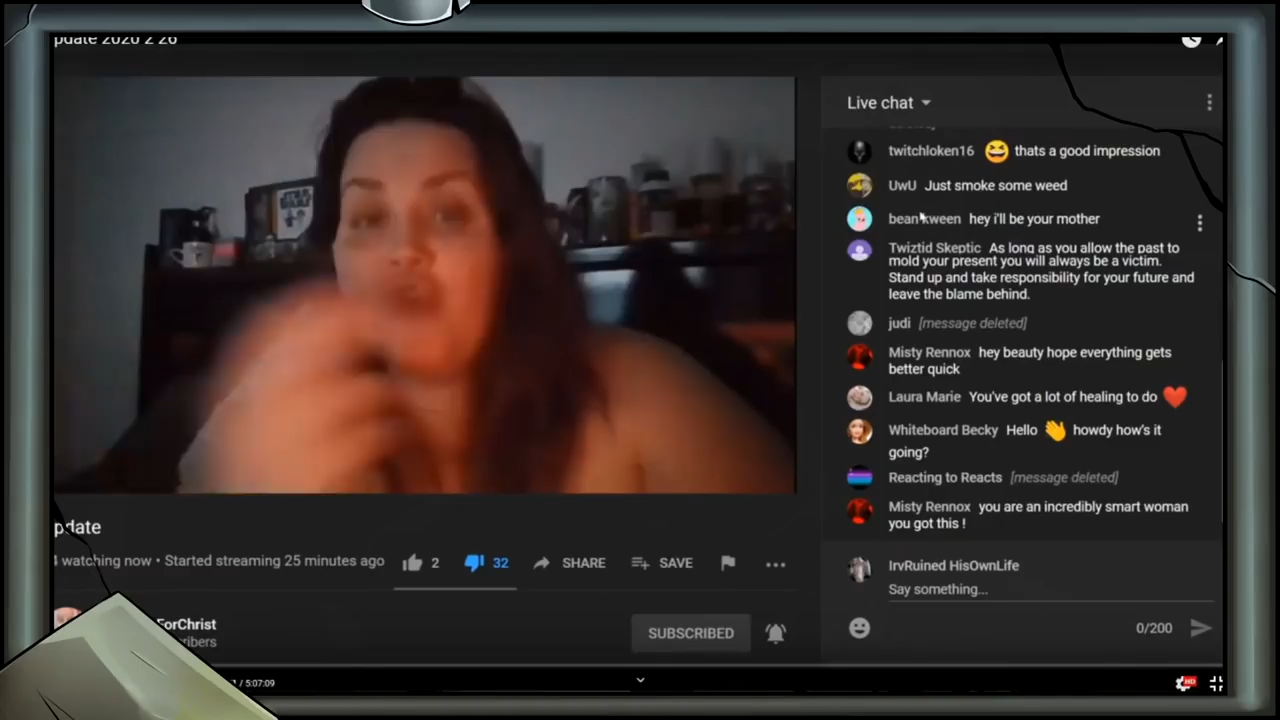 pdate 2020 2 26
Live chat
twitchloken16 thats a good impression
UwU Just smoke some weed
bean kween hey i'll be your mother
Twiztid Skeptic As long as you allow the past to
mold your present you will always be a victim.
Stand up and take responsibility for your future and
leave the blame behind.
judi [message deleted]
Misty Rennox hey beauty hope everything gets
better quick
Laura Marie You've got a lot of healing to do
Whiteboard Becky Hello howdy how's it
going?
Reacting to Reacts [message deleted]
Misty Rennox you are an incredibly smart woman
you got this !
IrvRuined HisOwnLife
Say something...
0/200
STAR WARS
pdate
watching now • Started streaming 25 minutes ago
2
32
SHARE
SAVE
ForChrist
ribers
SUBSCRIBED
/ 5:07:09
HD